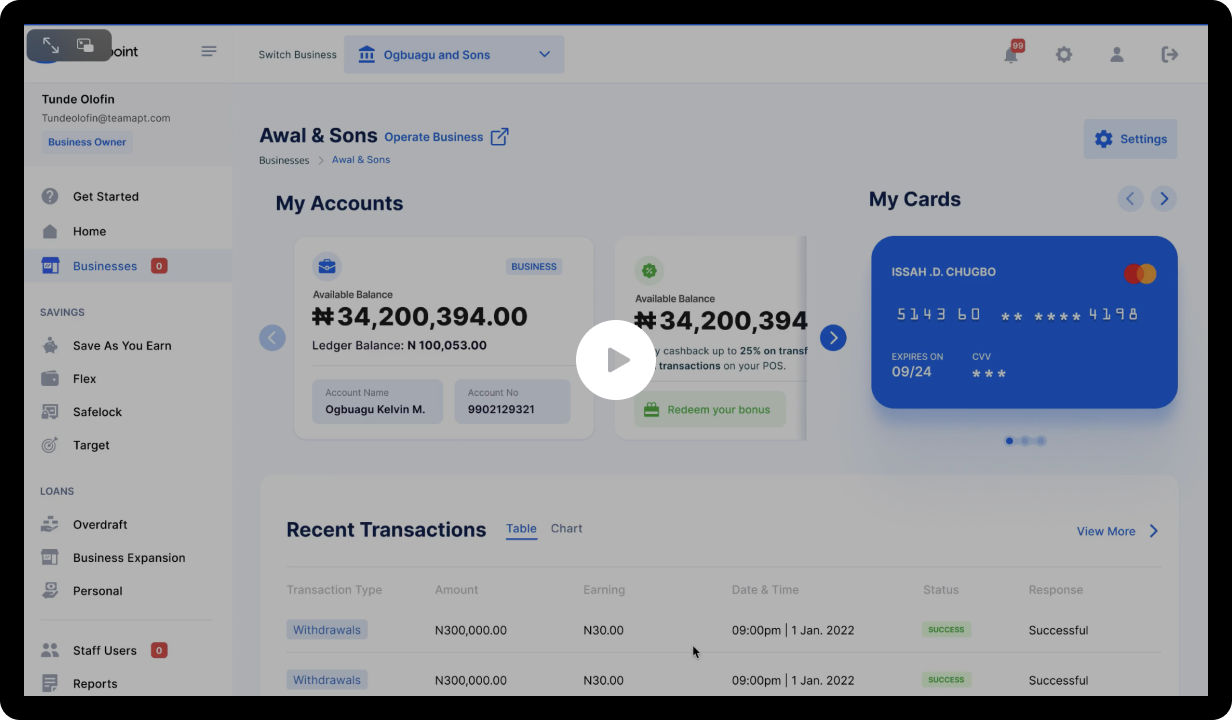 oint
Switch Business
Ogbuagu and Sons
99
Tunde Olofin
Tundeolofin@teamapt.com
Business Owner
Get Started
Home
Businesses 0
SAVINGS
Save As You Earn
Flex
Safelock
Target
LOANS
Overdraft
Business Expansion
Personal
Staff Users 0
Reports
Awal & Sons Operate Business
Businesses > Awal & Sons
Settings
My Accounts
BUSINESS
Available Balance
₦34,200,394.00
Ledger Balance: N 100,053.00
Account Name
Ogbuagu Kelvin M.
Account No
9902129321
Available Balance
₦34,200,394
y cashback up to 25% on transf
transactions on your POS.
Redeem your bonus
My Cards
ISSAH .D. CHUGBO
5143 60 ** **** 4198
EXPIRES ON
09/24
CVV
***
Recent Transactions Table Chart
View More
Transaction Type Amount Earning Date & Time Status Response
Withdrawals N300,000.00 N30.00 09:00pm | 1 Jan. 2022 SUCCESS Successful
Withdrawals N300,000.00 N30.00 09:00pm | 1 Jan. 2022 SUCCESS Successful